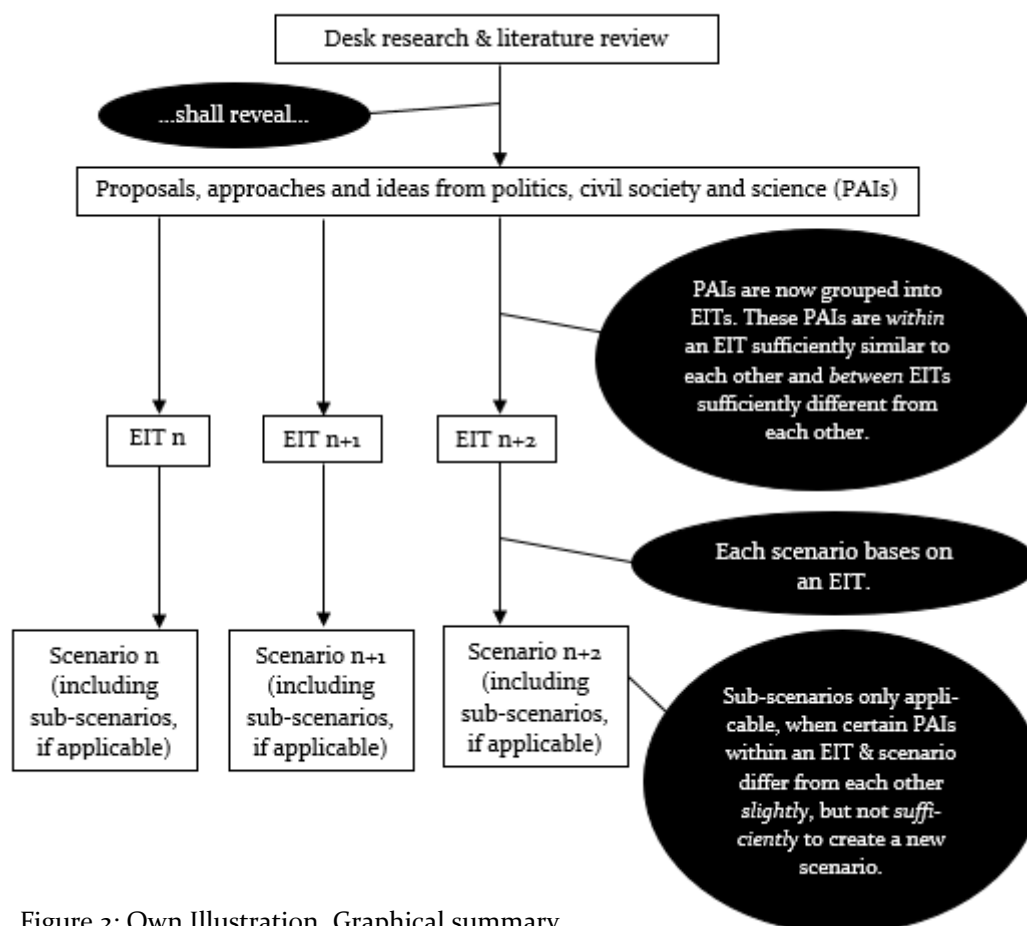 Desk research & literature review
...shall reveal...
Proposals, approaches and ideas from politics, civil society and science (PAIs)
PAIs are now grouped into
EITs. These PAIs are within
an EIT sufficiently similar to
each other and between EITs
sufficiently different from
each other.
EIT n
EIT n+1
EIT n+2
Each scenario bases on
an EIT.
Scenario n
(including
sub-scenarios,
if applicable)
Scenario n+1
(including
sub-scenarios,
if applicable)
Scenario n+2
(including
sub-scenarios,
if applicable)
Sub-scenarios only appli-
cable, when certain PAIs
within an EIT & scenario
differ from each other
slightly, but not suffi-
ciently to create a new
scenario.
Figure 2: Own Illustration. Graphical summary